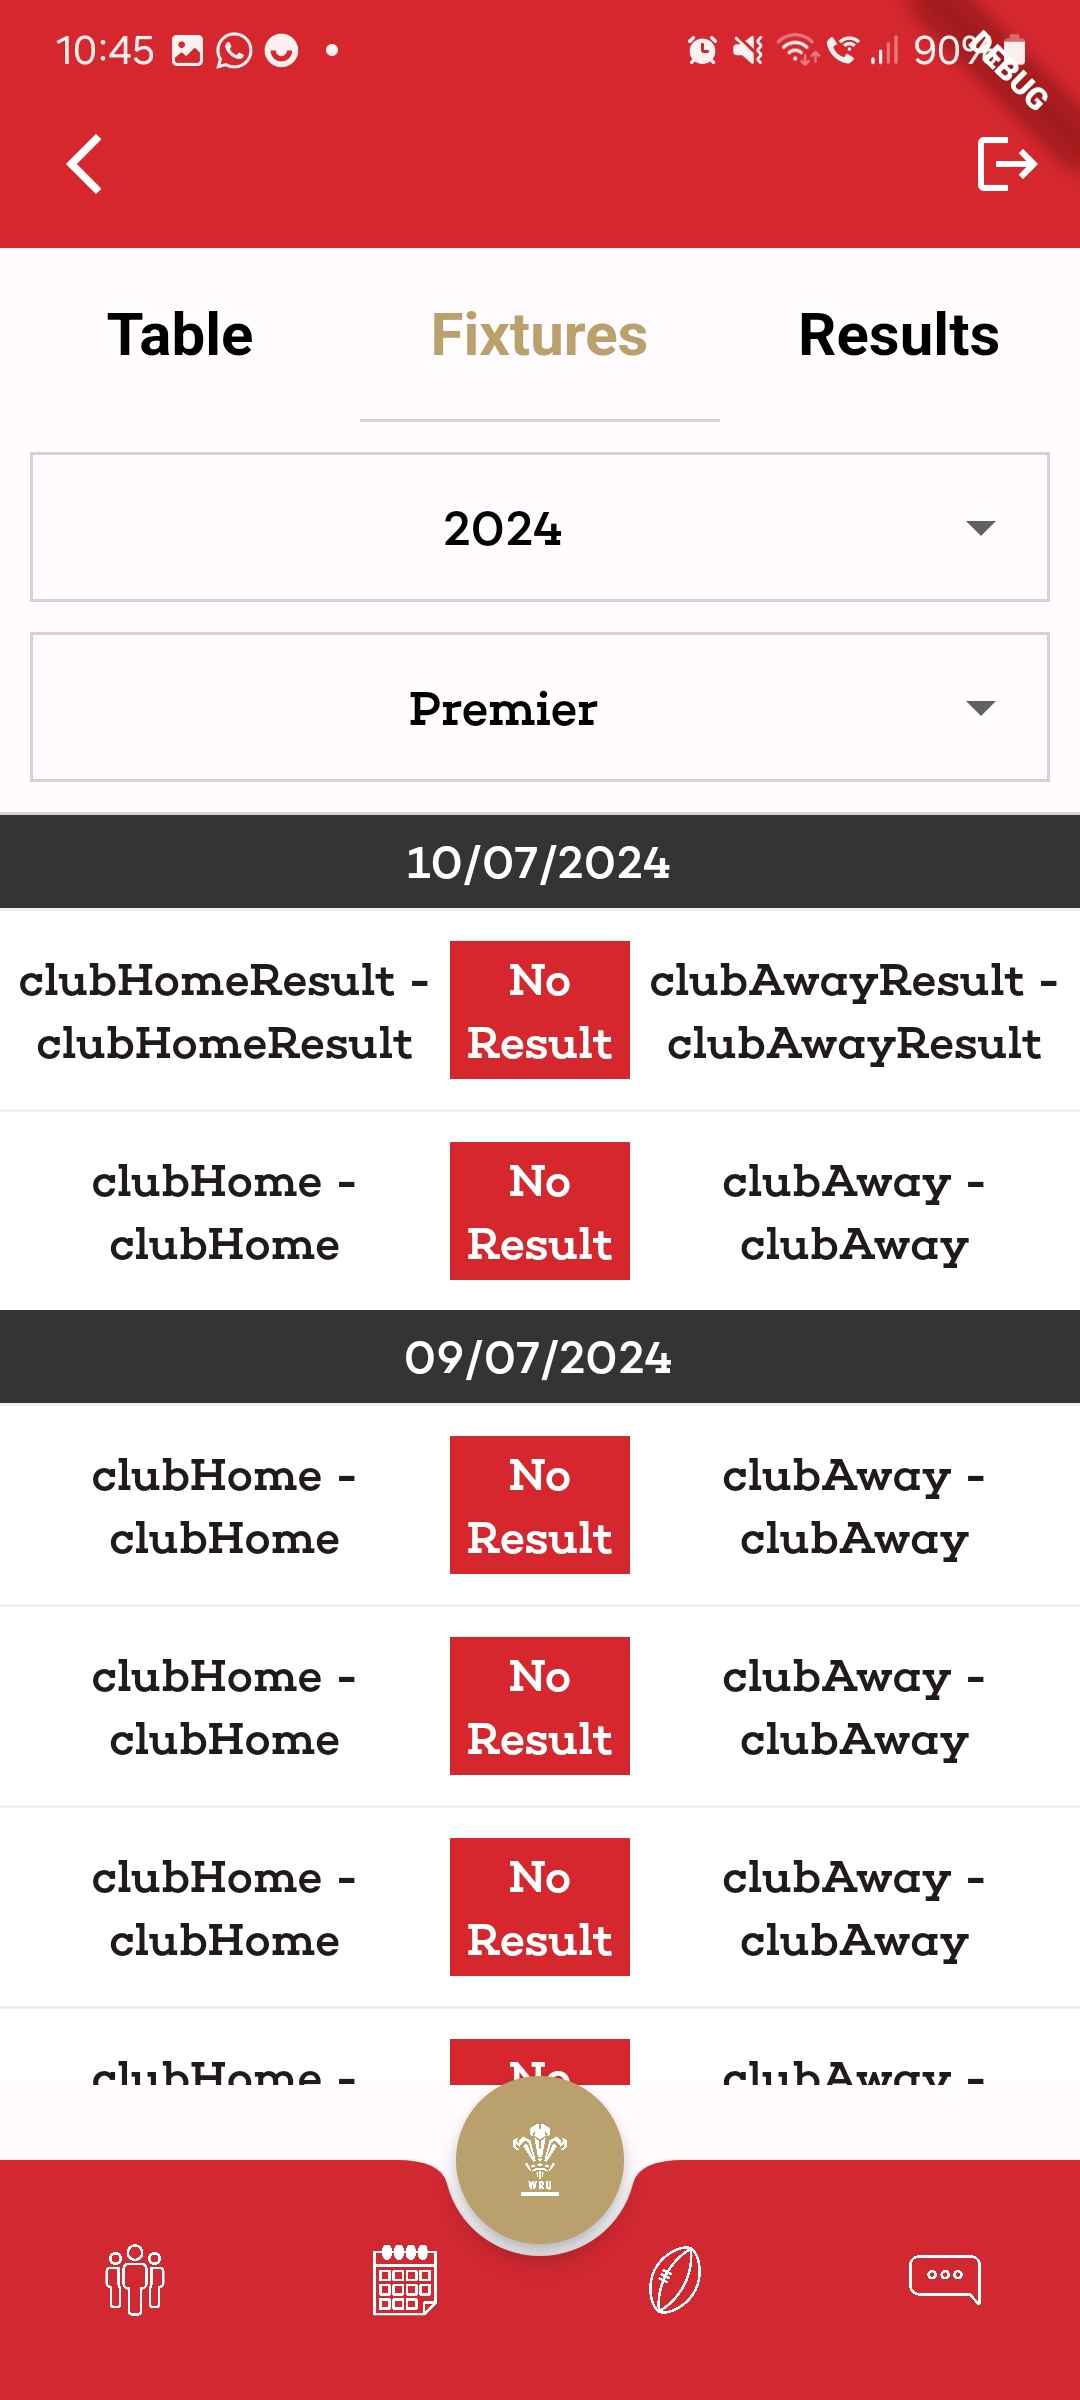 10:45
90%
DEBUG
Table Fixtures Results
2024
Premier
10/07/2024
clubHomeResult - No clubAwayResult -
clubHomeResult Result clubAwayResult
clubHome - No clubAway -
clubHome Result clubAway
09/07/2024
clubHome - No clubAway -
clubHome Result clubAway
clubHome - No clubAway -
clubHome Result clubAway
clubHome - No clubAway -
clubHome Result clubAway
clubHome - No clubAway -
WRU